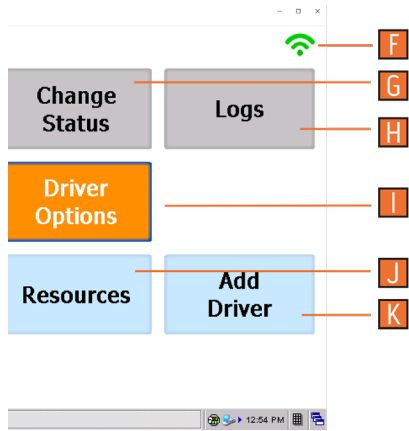 F
G
Change
Status
Logs
H
Driver
Options
I
J
Resources
Add
Driver
K
12:54 PM